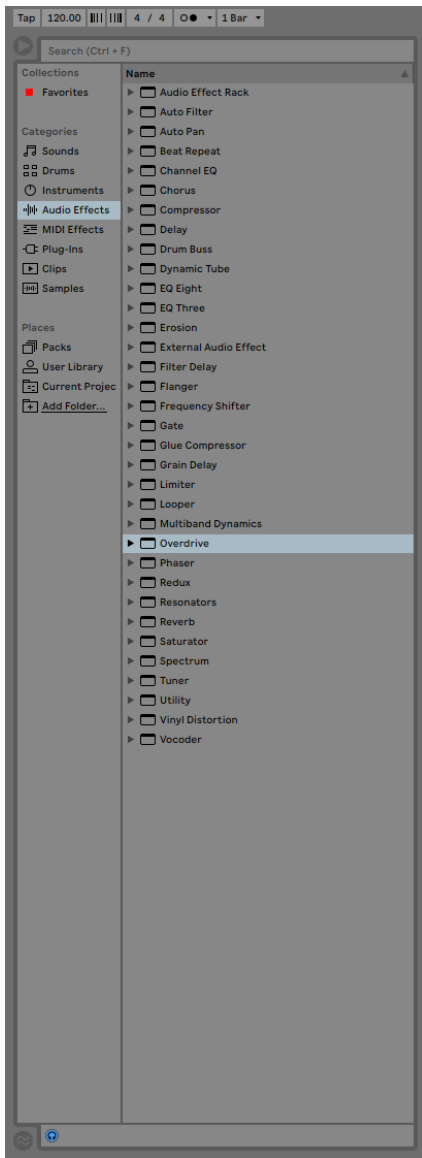 Tap 120.00 4 / 4 1 Bar
Search (Ctrl + F)
Collections
Favorites
Categories
Sounds
Drums
Instruments
Audio Effects
MIDI Effects
Plug-Ins
Clips
Samples
Places
Packs
User Library
Current Projec
Add Folder...
Name
Audio Effect Rack
Auto Filter
Auto Pan
Beat Repeat
Channel EQ
Chorus
Compressor
Delay
Drum Buss
Dynamic Tube
EQ Eight
EQ Three
Erosion
External Audio Effect
Filter Delay
Flanger
Frequency Shifter
Gate
Glue Compressor
Grain Delay
Limiter
Looper
Multiband Dynamics
Overdrive
Phaser
Redux
Resonators
Reverb
Saturator
Spectrum
Tuner
Utility
Vinyl Distortion
Vocoder